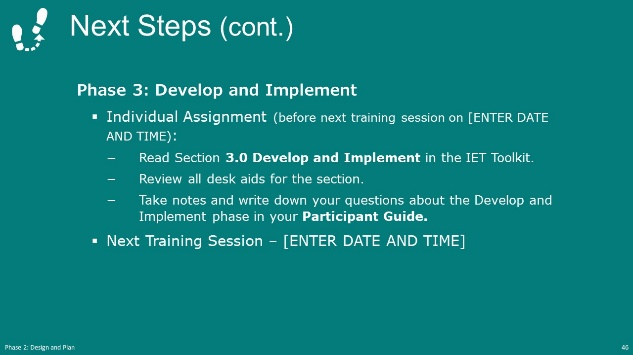 Next Steps (cont.)
Phase 3: Develop and Implement
▪ Individual Assignment (before next training session on [ENTER DATE
AND TIME):
– Read Section 3.0 Develop and Implement in the IET Toolkit.
– Review all desk aids for the section.
– Take notes and write down your questions about the Develop and
Implement phase in your Participant Guide.
▪ Next Training Session – [ENTER DATE AND TIME]
Phase 2: Design and Plan
46